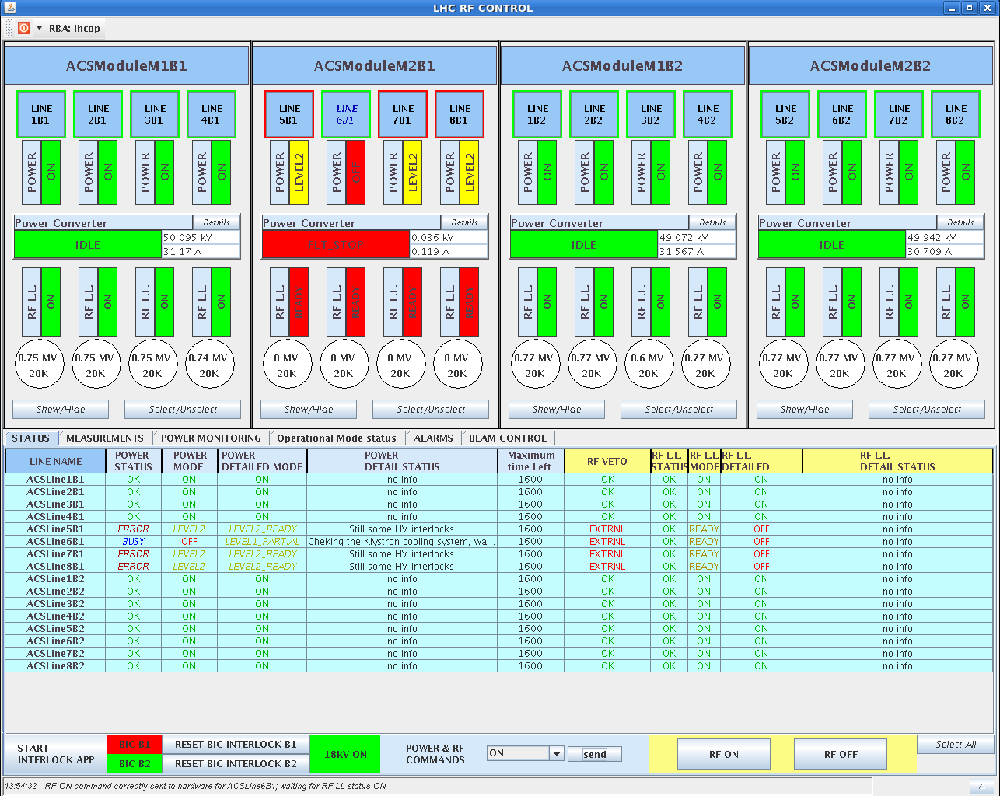 LHC RF CONTROL
RBA: lhcop
ACSModuleM1B1 ACSModuleM2B1 ACSModuleM1B2 ACSModuleM2B2
LINE LINE LINE LINE LINE LINE LINE LINE LINE LINE LINE LINE LINE LINE LINE LINE
1B1 2B1 3B1 4B1 5B1 6B1 7B1 8B1 1B2 2B2 3B2 4B2 5B2 6B2 7B2 8B2
POWER ON POWER ON POWER ON POWER ON POWER LEVEL2 POWER OFF POWER LEVEL2 POWER LEVEL2 POWER ON POWER ON POWER ON POWER ON POWER ON POWER ON POWER ON POWER ON
Power Converter Details Power Converter Details Power Converter Details Power Converter Details
IDLE 50.095 kV FLT_STOP 0.036 kV IDLE 49.072 kV IDLE 49.942 kV
31.17 A 0.119 A 31.567 A 30.709 A
RF L.L. ON RF L.L. ON RF L.L. ON RF L.L. ON RF L.L. READY RF L.L. READY RF L.L. READY RF L.L. READY RF L.L. ON RF L.L. ON RF L.L. ON RF L.L. ON RF L.L. ON RF L.L. ON RF L.L. ON RF L.L. ON
0.75 MV 0.75 MV 0.75 MV 0.74 MV 0 MV 0 MV 0 MV 0 MV 0.77 MV 0.77 MV 0.6 MV 0.77 MV 0.77 MV 0.77 MV 0.77 MV 0.77 MV
20K 20K 20K 20K 20K 20K 20K 20K 20K 20K 20K 20K 20K 20K 20K 20K
Show/Hide Select/Unselect Show/Hide Select/Unselect Show/Hide Select/Unselect Show/Hide Select/Unselect
STATUS MEASUREMENTS POWER MONITORING Operational Mode status ALARMS BEAM CONTROL
LINE NAME POWER STATUS POWER MODE POWER DETAILED MODE POWER DETAIL STATUS Maximum time Left RF VETO RF L.L. STATUS RF L.L. MODE RF L.L. DETAILED RF L.L. DETAIL STATUS
ACSLine1B1 OK ON ON no info 1600 OK OK ON ON no info
ACSLine2B1 OK ON ON no info 1600 OK OK ON ON no info
ACSLine3B1 OK ON ON no info 1600 OK OK ON ON no info
ACSLine4B1 OK ON ON no info 1600 OK OK ON ON no info
ACSLine5B1 ERROR LEVEL2 LEVEL2_READY Still some HV interlocks 1600 EXTRNL OK READY OFF no info
ACSLine6B1 BUSY OFF LEVEL1_PARTIAL Cheking the Klystron cooling system, wa... 1600 EXTRNL OK READY OFF no info
ACSLine7B1 ERROR LEVEL2 LEVEL2_READY Still some HV interlocks 1600 EXTRNL OK READY OFF no info
ACSLine8B1 ERROR LEVEL2 LEVEL2_READY Still some HV interlocks 1600 EXTRNL OK READY OFF no info
ACSLine1B2 OK ON ON no info 1600 OK OK ON ON no info
ACSLine2B2 OK ON ON no info 1600 OK OK ON ON no info
ACSLine3B2 OK ON ON no info 1600 OK OK ON ON no info
ACSLine4B2 OK ON ON no info 1600 OK OK ON ON no info
ACSLine5B2 OK ON ON no info 1600 OK OK ON ON no info
ACSLine6B2 OK ON ON no info 1600 OK OK ON ON no info
ACSLine7B2 OK ON ON no info 1600 OK OK ON ON no info
ACSLine8B2 OK ON ON no info 1600 OK OK ON ON no info
START INTERLOCK APP
BIC B1 RESET BIC INTERLOCK B1
BIC B2 RESET BIC INTERLOCK B2
18kV ON
POWER & RF COMMANDS
ON send
RF ON RF OFF
Select All
13:54:32 - RF ON command correctly sent to hardware for ACSLine6B1; waiting for RF LL status ON